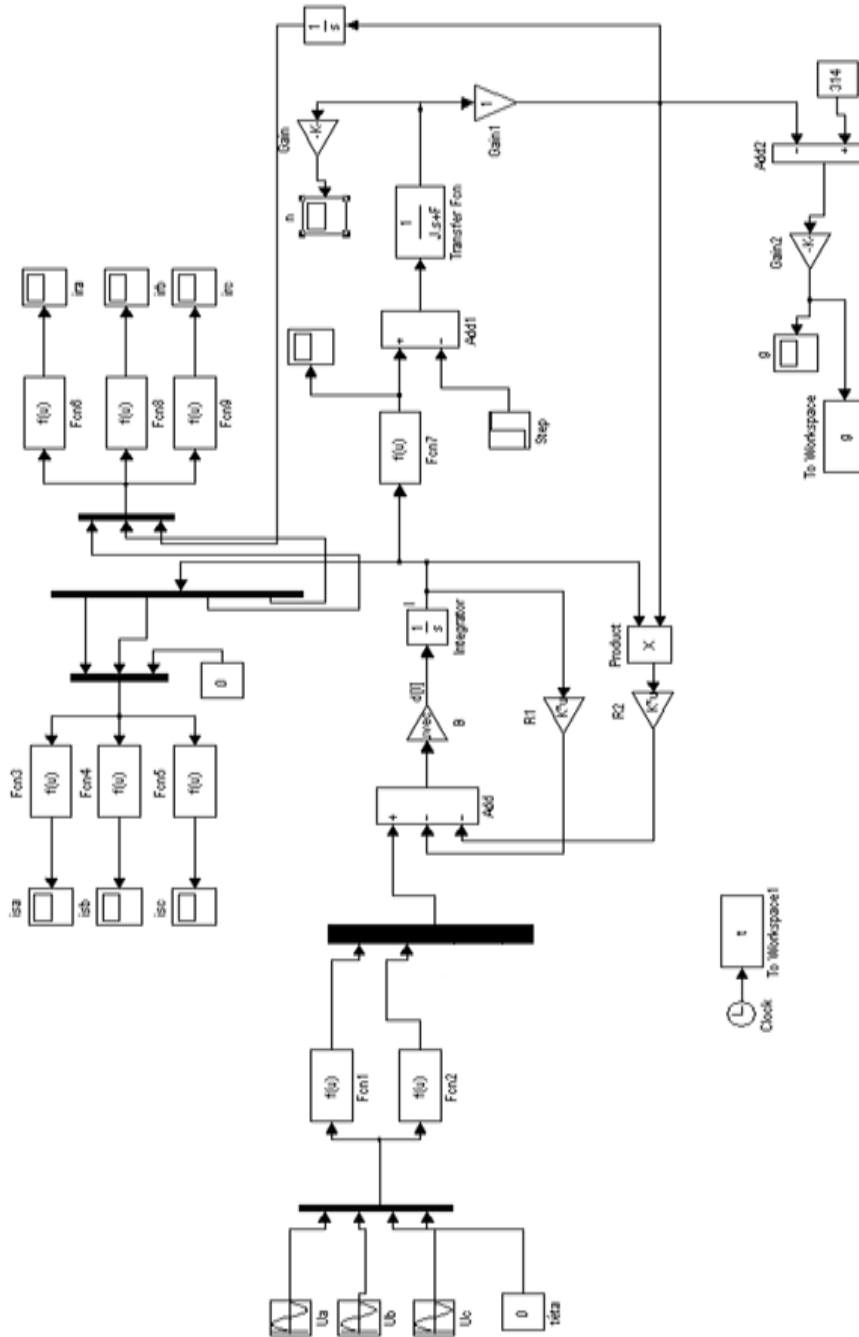 Ua
Ub
Uc
0
téta
f(u)
Fcn1
f(u)
Fcn2
isa
isb
isc
Fcn3
f(u)
Fcn4
f(u)
Fcn5
f(u)
0
+
-
-
Add
B
d[I]
I
1
s
Integrator
R1
K*u
R2
K*u
Product
X
f(u)
Fcn6
f(u)
Fcn8
f(u)
Fcn9
ira
irb
irc
f(u)
Fcn7
Step
+
-
Add1
1
J.s+F
Transfer Fcn
n
Gain
-K-
1
Gain1
1
s
314
-
+
Add2
Gain2
-K-
g
To Workspace
g
Clock
t
To Workspace1